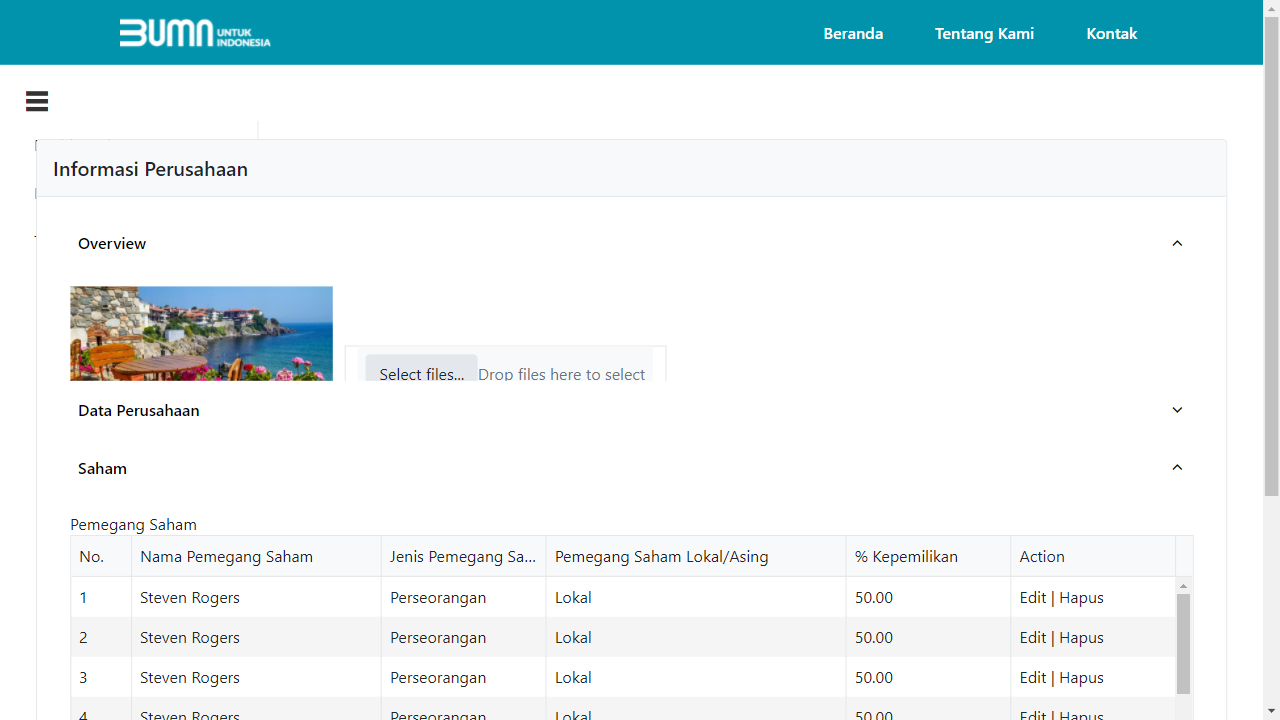 BUMN UNTUK INDONESIA
Beranda Tentang Kami Kontak
Informasi Perusahaan
Overview
Select files... Drop files here to select
Data Perusahaan
Saham
Pemegang Saham
No. Nama Pemegang Saham Jenis Pemegang Sa... Pemegang Saham Lokal/Asing % Kepemilikan Action
1 Steven Rogers Perseorangan Lokal 50.00 Edit | Hapus
2 Steven Rogers Perseorangan Lokal 50.00 Edit | Hapus
3 Steven Rogers Perseorangan Lokal 50.00 Edit | Hapus
4 Steven Rogers Perseorangan Lokal 50.00 Edit | Hapus